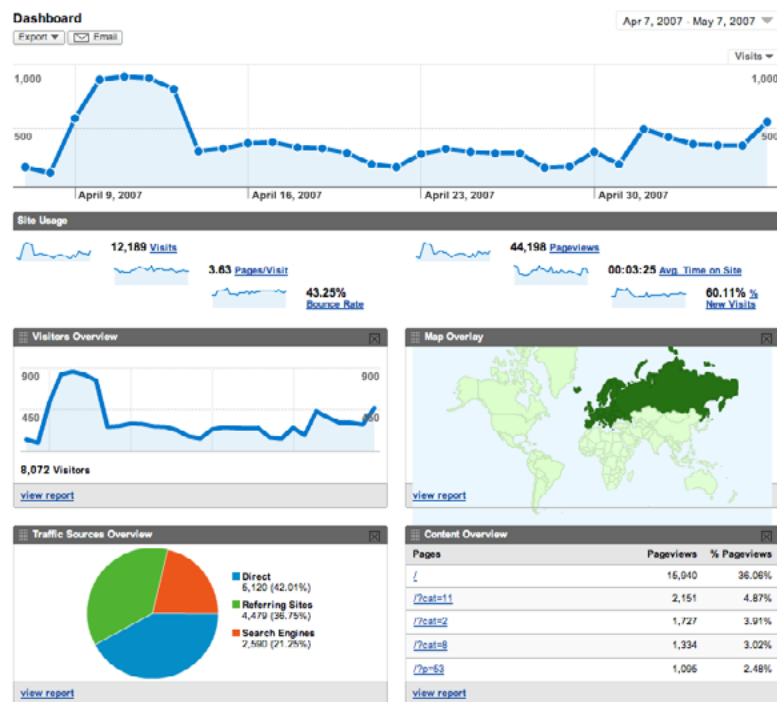 Dashboard
Apr 7, 2007 - May 7, 2007
Export
Email
Visits
1,000
1,000
500
500
April 9, 2007
April 16, 2007
April 23, 2007
April 30, 2007
Site Usage
12,189 Visits
44,198 Pageviews
3.63 Pages/Visit
00:03:25 Avg. Time on Site
43.25%
Bounce Rate
60.11% %
New Visits
Visitors Overview
900
900
450
450
8,072 Visitors
view report
Map Overlay
view report
Traffic Sources Overview
Direct
5,120 (42.01%)
Referring Sites
4,479 (36.75%)
Search Engines
2,590 (21.25%)
view report
Content Overview
Pages Pageviews % Pageviews
/ 15,940 36.06%
/?cat=11 2,151 4.87%
/?cat=2 1,727 3.91%
/?cat=8 1,334 3.02%
/?p=53 1,095 2.48%
view report